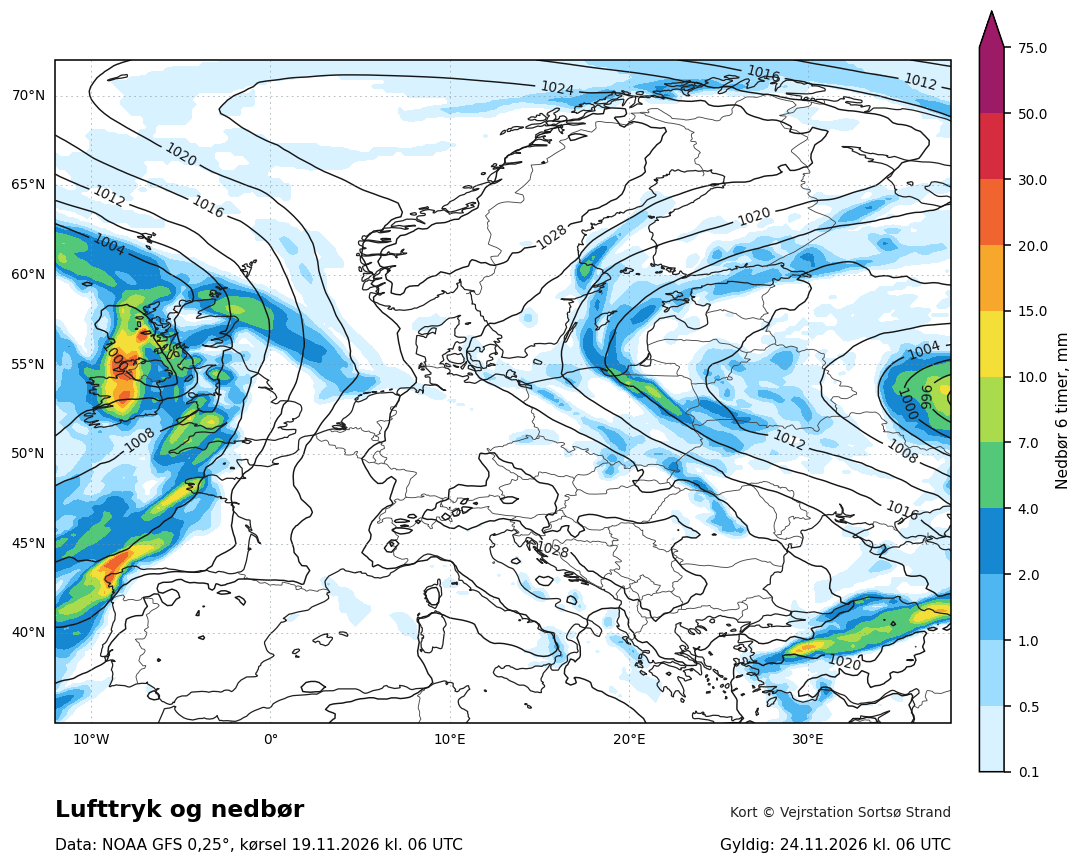 75.0
50.0
30.0
20.0
15.0
10.0
7.0
4.0
2.0
1.0
0.5
0.1
Nedbør 6 timer, mm
70°N
65°N
60°N
55°N
50°N
45°N
40°N
10°W
0°
10°E
20°E
30°E
1016
1012
1024
1020
1012
1016
1020
1004
1028
1004
1000
996
1000
1008
1012
1008
1016
1028
1020
Lufttryk og nedbør
Kort © Vejrstation Sortsø Strand
Data: NOAA GFS 0,25°, kørsel 19.11.2026 kl. 06 UTC
Gyldig: 24.11.2026 kl. 06 UTC